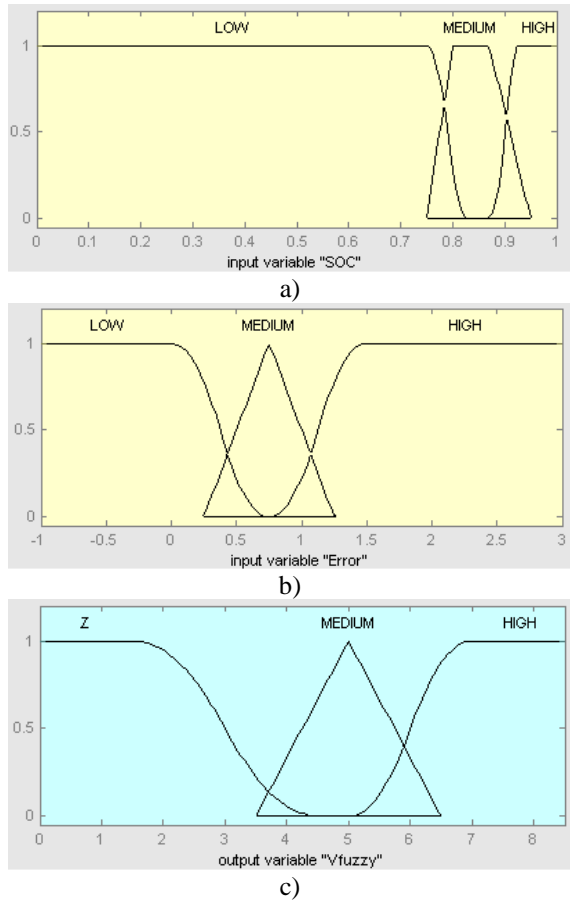 LOW MEDIUM HIGH
1
0.5
0
0 0.1 0.2 0.3 0.4 0.5 0.6 0.7 0.8 0.9 1
input variable "SOC"
a)
LOW MEDIUM HIGH
1
0.5
0
-1 -0.5 0 0.5 1 1.5 2 2.5 3
input variable "Error"
b)
Z MEDIUM HIGH
1
0.5
0
0 1 2 3 4 5 6 7 8
output variable "Vfuzzy"
c)